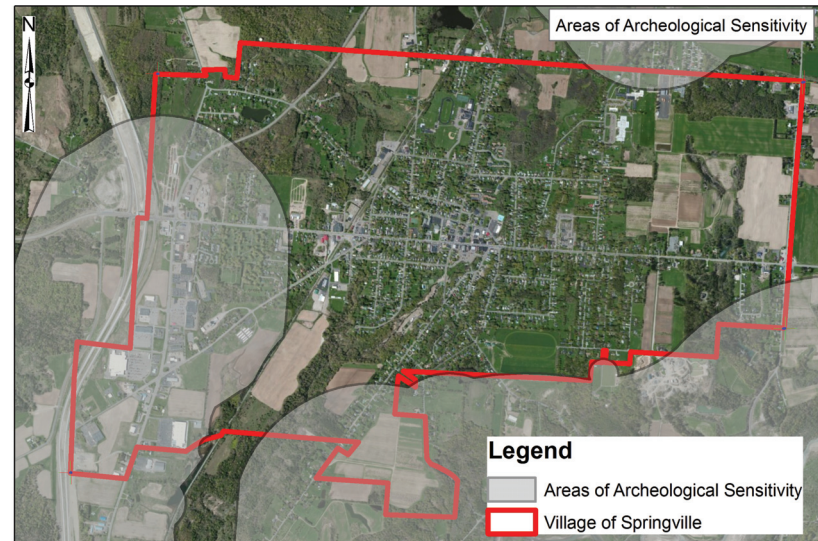 Areas of Archeological Sensitivity
N
Legend
Areas of Archeological Sensitivity
Village of Springville